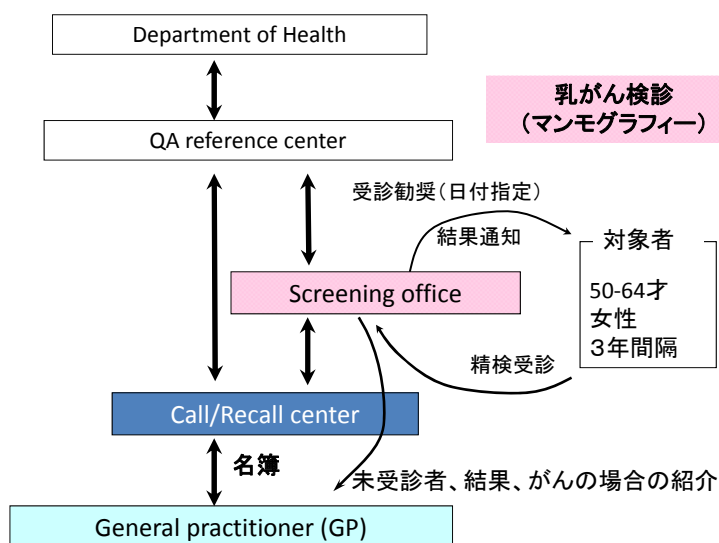 Department of Health
乳がん検診
（マンモグラフィー）
QA reference center
受診勧奨（日付指定）
結果通知
対象者
50-64才
女性
３年間隔
Screening office
精検受診
Call/Recall center
名簿
未受診者、結果、がんの場合の紹介
General practitioner (GP)